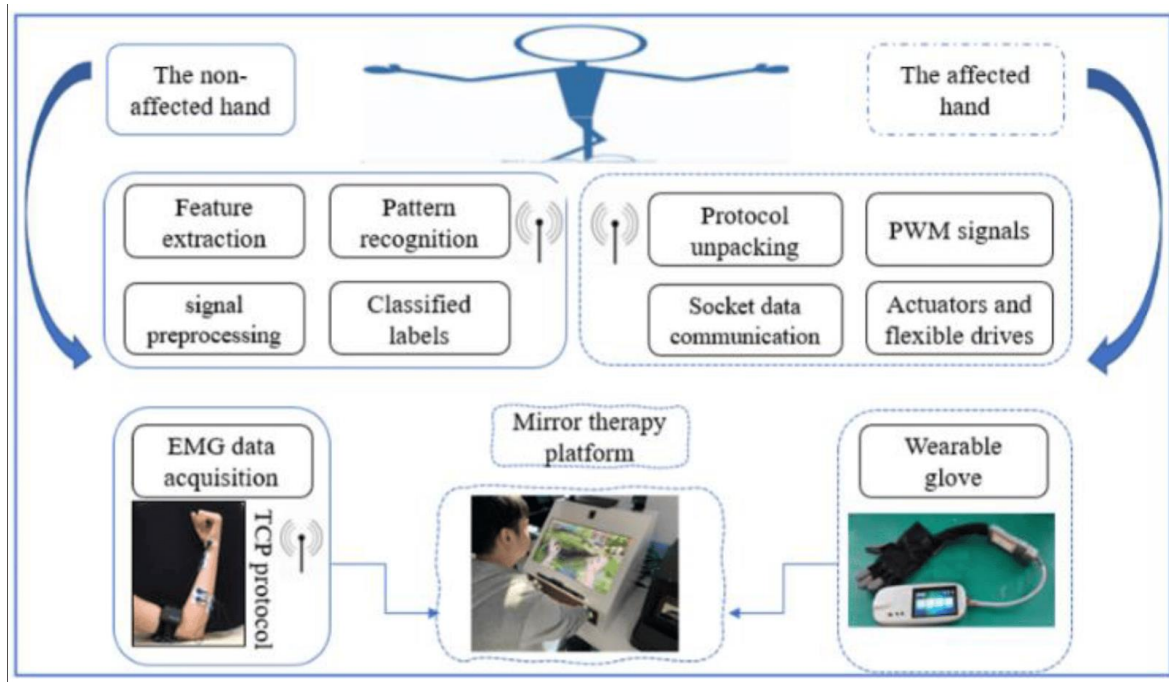 The non-
affected hand
The affected
hand
Feature
extraction
Pattern
recognition
signal
preprocessing
Classified
labels
Protocol
unpacking
PWM signals
Socket data
communication
Actuators and
flexible drives
EMG data
acquisition
TCP protocol
Mirror therapy
platform
Wearable
glove